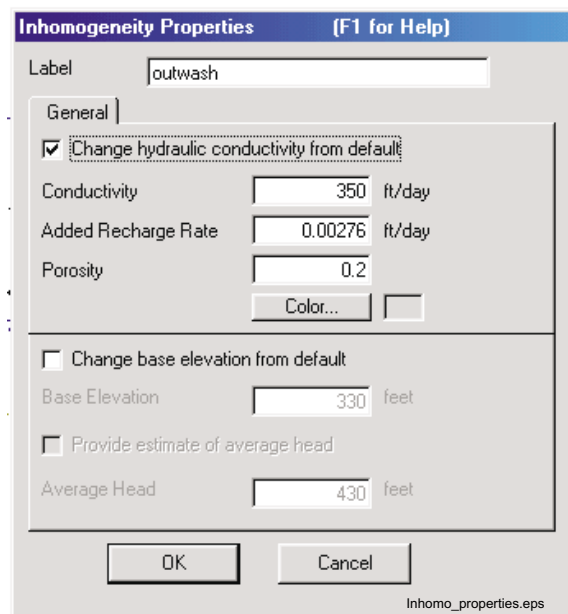 Inhomogeneity Properties (F1 for Help)
Label outwash
General
Change hydraulic conductivity from default
Conductivity 350 ft/day
Added Recharge Rate 0.00276 ft/day
Porosity 0.2
Color...
Change base elevation from default
Base Elevation 330 feet
Provide estimate of average head
Average Head 430 feet
OK Cancel
Inhomo_properties.eps